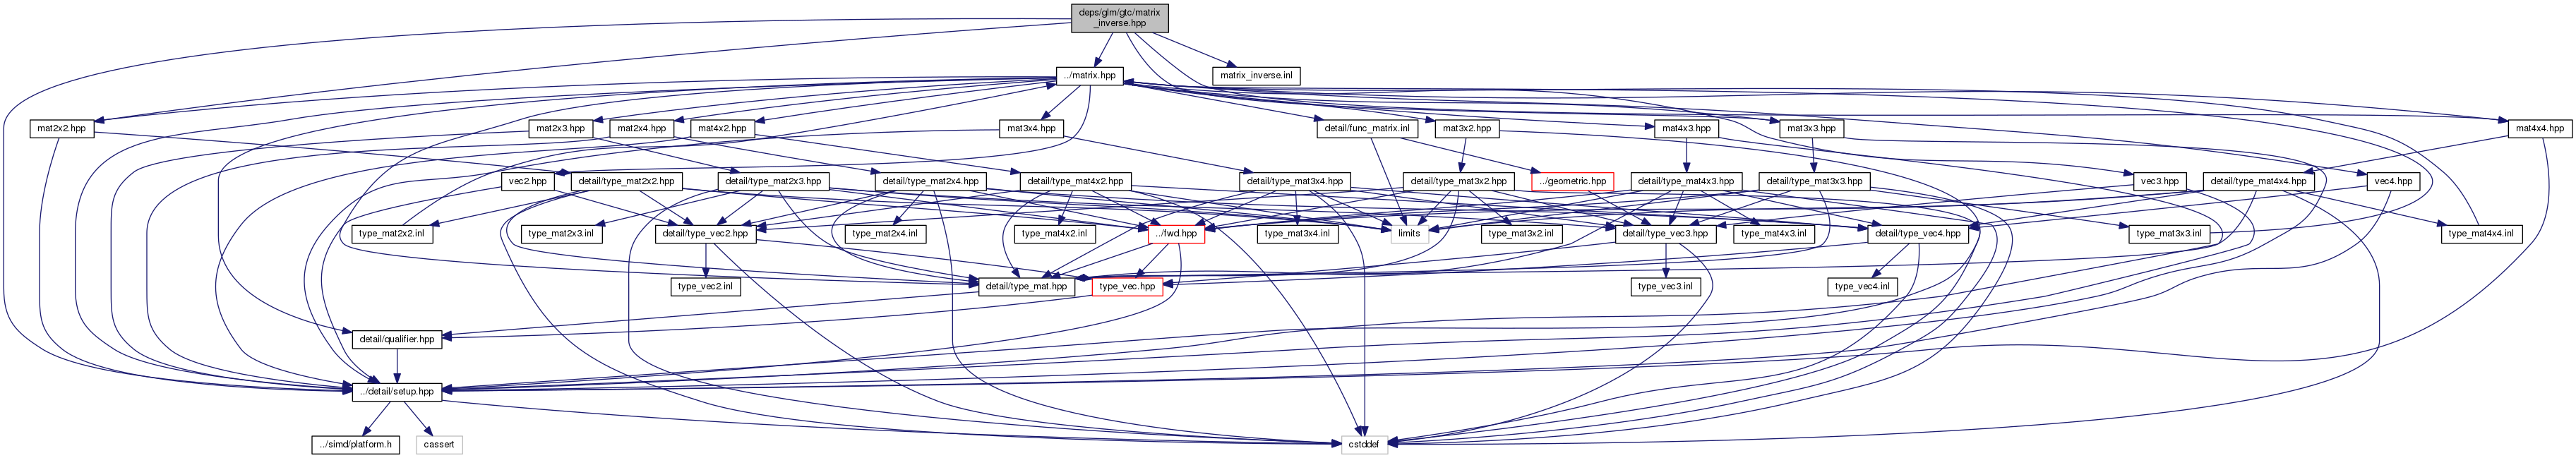 deps/glm/gtc/matrix
_inverse.hpp
../matrix.hpp
matrix_inverse.inl
mat2x2.hpp
mat2x3.hpp
mat2x4.hpp
mat4x2.hpp
mat3x4.hpp
detail/func_matrix.inl
mat3x2.hpp
mat4x3.hpp
mat3x3.hpp
mat4x4.hpp
vec2.hpp
detail/type_mat2x2.hpp
detail/type_mat2x3.hpp
detail/type_mat2x4.hpp
detail/type_mat4x2.hpp
detail/type_mat3x4.hpp
detail/type_mat3x2.hpp
../geometric.hpp
detail/type_mat4x3.hpp
detail/type_mat3x3.hpp
vec3.hpp
detail/type_mat4x4.hpp
vec4.hpp
type_mat2x2.inl
type_mat2x3.inl
detail/type_vec2.hpp
type_mat2x4.inl
type_mat4x2.inl
../fwd.hpp
type_mat3x4.inl
limits
type_mat3x2.inl
detail/type_vec3.hpp
type_mat4x3.inl
detail/type_vec4.hpp
type_mat3x3.inl
type_mat4x4.inl
type_vec2.inl
detail/type_mat.hpp
type_vec.hpp
type_vec3.inl
type_vec4.inl
detail/qualifier.hpp
../detail/setup.hpp
../simd/platform.h
cassert
cstddef